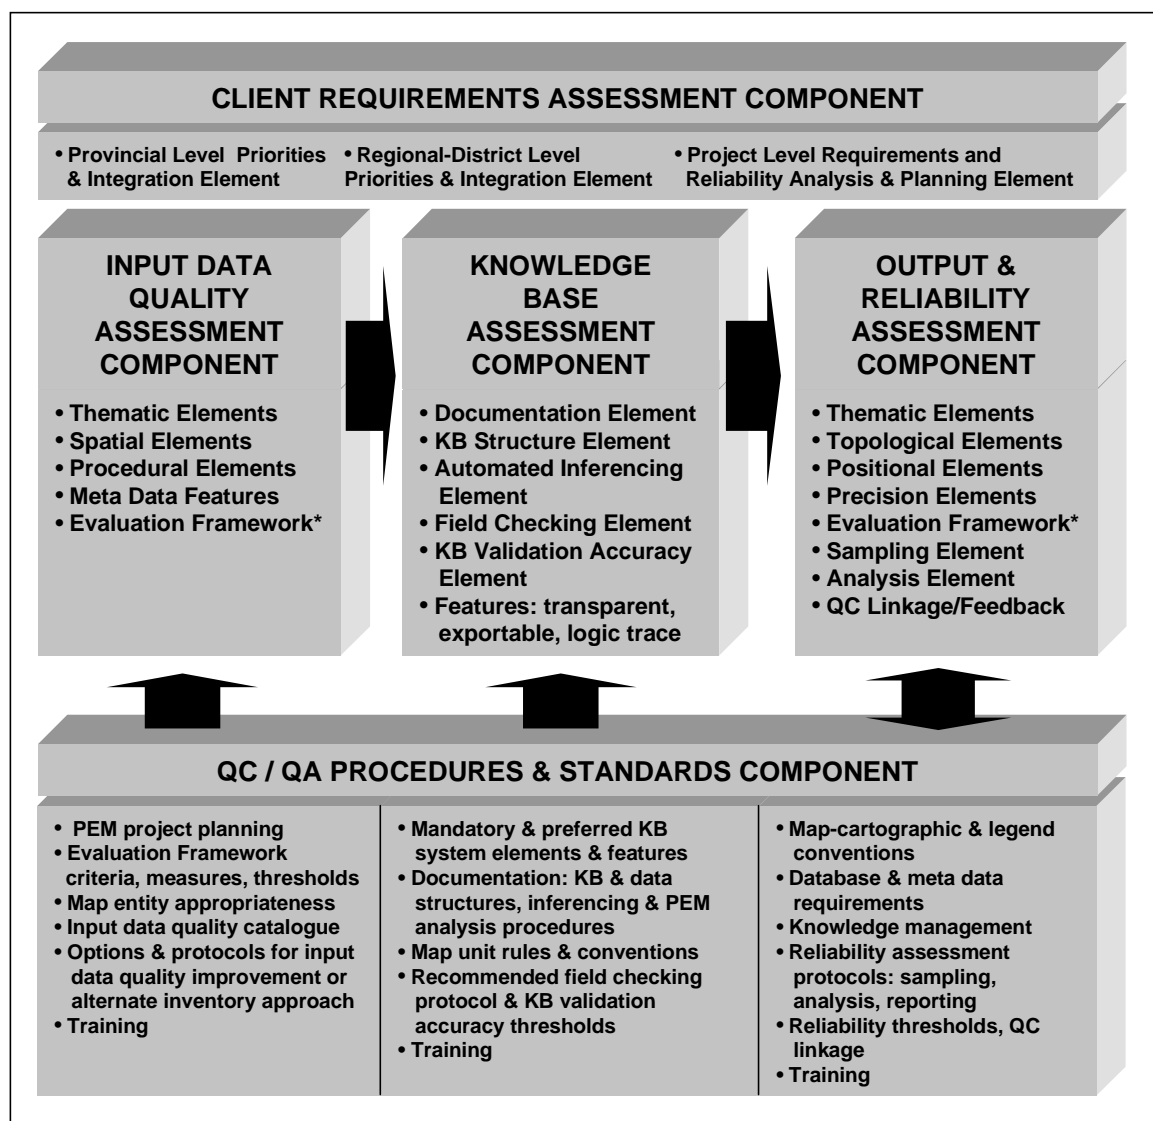 CLIENT REQUIREMENTS ASSESSMENT COMPONENT
• Provincial Level Priorities
& Integration Element
• Regional-District Level
Priorities & Integration Element
• Project Level Requirements and
Reliability Analysis & Planning Element
INPUT DATA
QUALITY
ASSESSMENT
COMPONENT
• Thematic Elements
• Spatial Elements
• Procedural Elements
• Meta Data Features
• Evaluation Framework*
KNOWLEDGE
BASE
ASSESSMENT
COMPONENT
• Documentation Element
• KB Structure Element
• Automated Inferencing
Element
• Field Checking Element
• KB Validation Accuracy
Element
• Features: transparent,
exportable, logic trace
OUTPUT &
RELIABILITY
ASSESSMENT
COMPONENT
• Thematic Elements
• Topological Elements
• Positional Elements
• Precision Elements
• Evaluation Framework*
• Sampling Element
• Analysis Element
• QC Linkage/Feedback
QC / QA PROCEDURES & STANDARDS COMPONENT
• PEM project planning
• Evaluation Framework
criteria, measures, thresholds
• Map entity appropriateness
• Input data quality catalogue
• Options & protocols for input
data quality improvement or
alternate inventory approach
• Training
• Mandatory & preferred KB
system elements & features
• Documentation: KB & data
structures, inferencing & PEM
analysis procedures
• Map unit rules & conventions
• Recommended field checking
protocol & KB validation
accuracy thresholds
• Training
• Map-cartographic & legend
conventions
• Database & meta data
requirements
• Knowledge management
• Reliability assessment
protocols: sampling,
analysis, reporting
• Reliability thresholds, QC
linkage
• Training